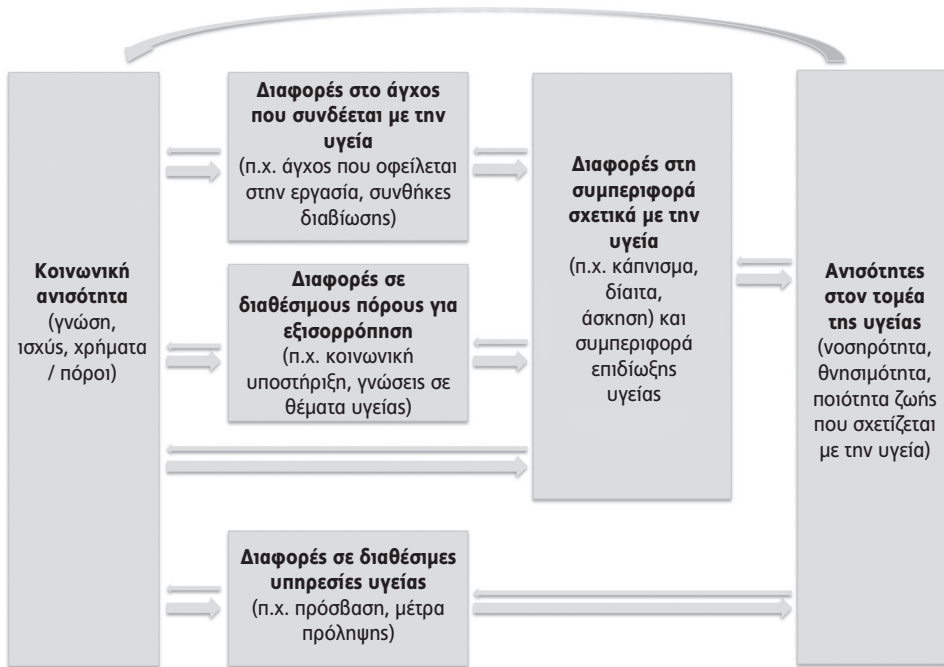 Κοινωνική
ανισότητα
(γνώση,
ισχύς, χρήματα
/ πόροι)
Διαφορές στο άγχος
που συνδέεται με την
υγεία
(π.χ. άγχος που οφείλεται
στην εργασία, συνθήκες
διαβίωσης)
Διαφορές σε
διαθέσιμους πόρους για
εξισορρόπηση
(π.χ. κοινωνική
υποστήριξη, γνώσεις σε
θέματα υγείας)
Διαφορές σε διαθέσιμες
υπηρεσίες υγείας
(π.χ. πρόσβαση, μέτρα
πρόληψης)
Διαφορές στη
συμπεριφορά
σχετικά με την
υγεία
(π.χ. κάπνισμα,
δίαιτα,
άσκηση) και
συμπεριφορά
επιδίωξης
υγείας
Ανισότητες
στον τομέα
της υγείας
(νοσηρότητα,
θνησιμότητα,
ποιότητα ζωής
που σχετίζεται
με την υγεία)